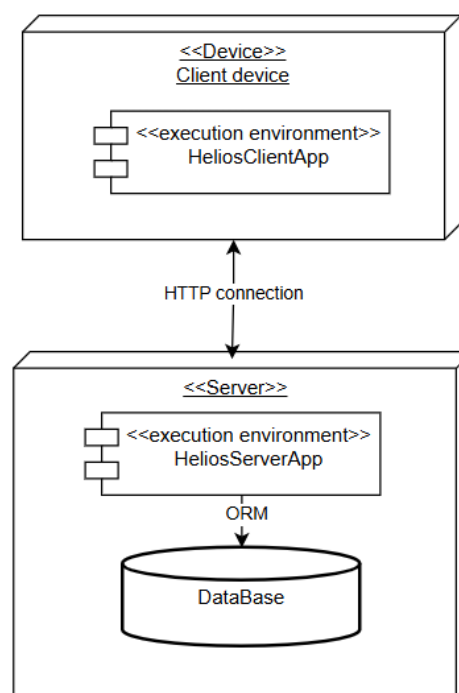 <<Device>>
Client device
<<execution environment>>
HeliosClientApp
HTTP connection
<<Server>>
<<execution environment>>
HeliosServerApp
ORM
DataBase